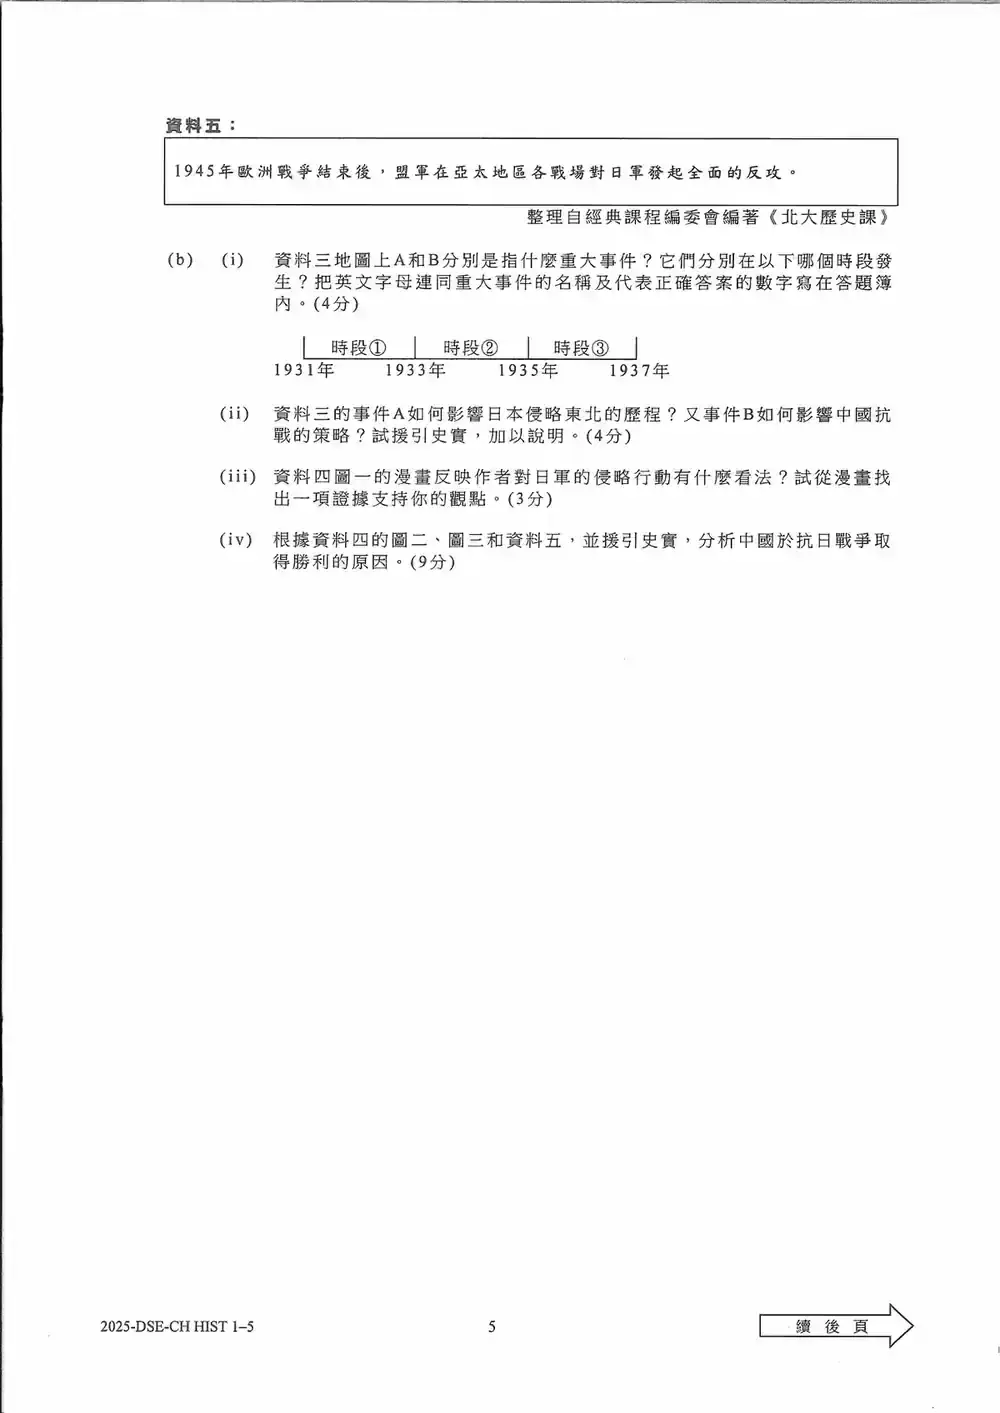 資料五：
1945年歐洲戰爭結束後，盟軍在亞太地區各戰場對日軍發起全面的反攻。
整理自經典課程編委會編著《北大歷史課》
(b) (i) 資料三地圖上A和B分別是指什麼重大事件？它們分別在以下哪個時段發
生？把英文字母連同重大事件的名稱及代表正確答案的數字寫在答題簿
內。(4分)
時段① 時段② 時段③
1931年 1933年 1935年 1937年
(ii) 資料三的事件A如何影響日本侵略東北的歷程？又事件B如何影響中國抗
戰的策略？試援引史實，加以說明。(4分)
(iii) 資料四圖一的漫畫反映作者對日軍的侵略行動有什麼看法？試從漫畫找
出一項證據支持你的觀點。(3分)
(iv) 根據資料四的圖二、圖三和資料五，並援引史實，分析中國於抗日戰爭取
得勝利的原因。(9分)
2025-DSE-CH HIST 1–5
5
續後頁